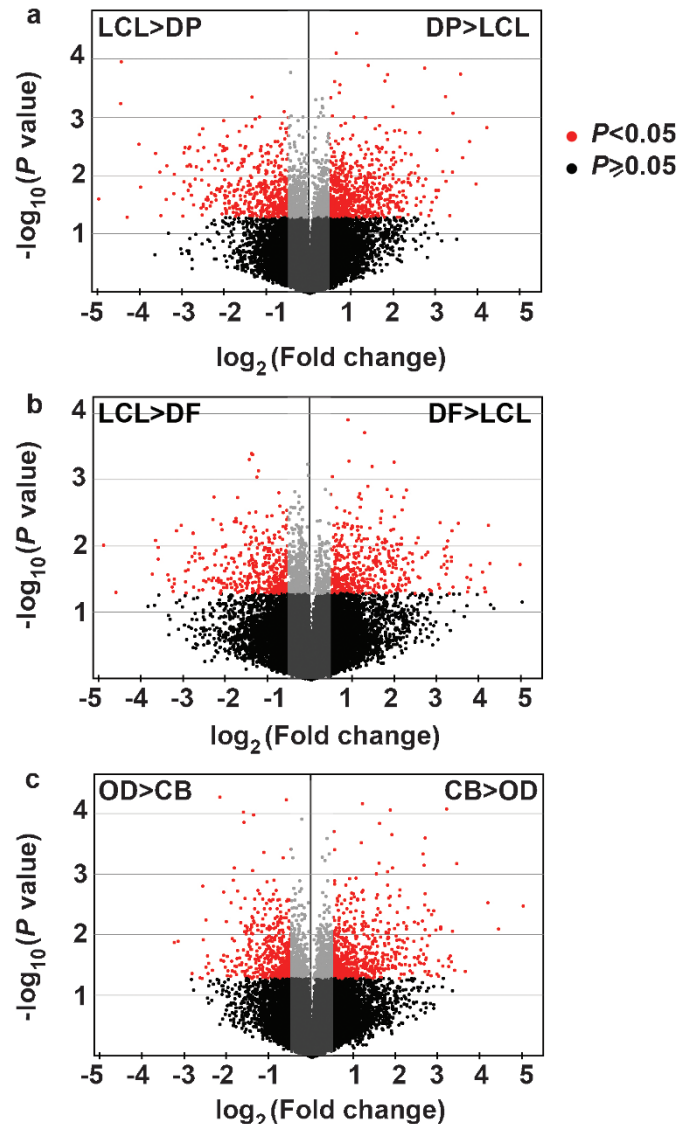 a
LCL>DP DP>LCL
4
3
2
1
-log10(P value)
-5 -4 -3 -2 -1 1 2 3 4 5
log2 (Fold change)
P<0.05
P⩾0.05
b
LCL>DF DF>LCL
4
3
2
1
-log10(P value)
-5 -4 -3 -2 -1 1 2 3 4 5
log2 (Fold change)
c
OD>CB CB>OD
4
3
2
1
-log10(P value)
-5 -4 -3 -2 -1 1 2 3 4 5
log2 (Fold change)